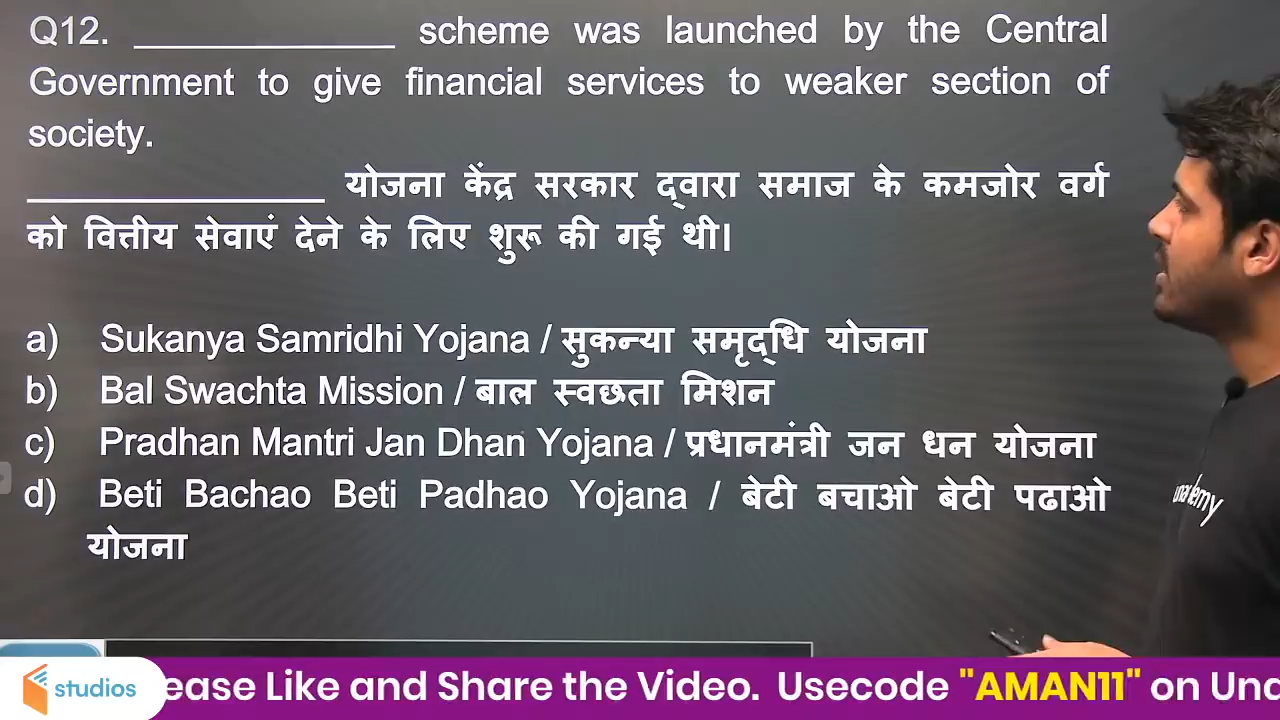 Q12. _____________ scheme was launched by the Central
Government to give financial services to weaker section of
society.
_______________ योजना केंद्र सरकार द्वारा समाज के कमजोर वर्ग
को वित्तीय सेवाएं देने के लिए शुरू की गई थी।
a) Sukanya Samridhi Yojana / सुकन्या समृद्धि योजना
b) Bal Swachta Mission / बाल स्वछता मिशन
c) Pradhan Mantri Jan Dhan Yojana / प्रधानमंत्री जन धन योजना
d) Beti Bachao Beti Padhao Yojana / बेटी बचाओ बेटी पढाओ
योजना
studios ease Like and Share the Video. Usecode "AMAN11" on Una